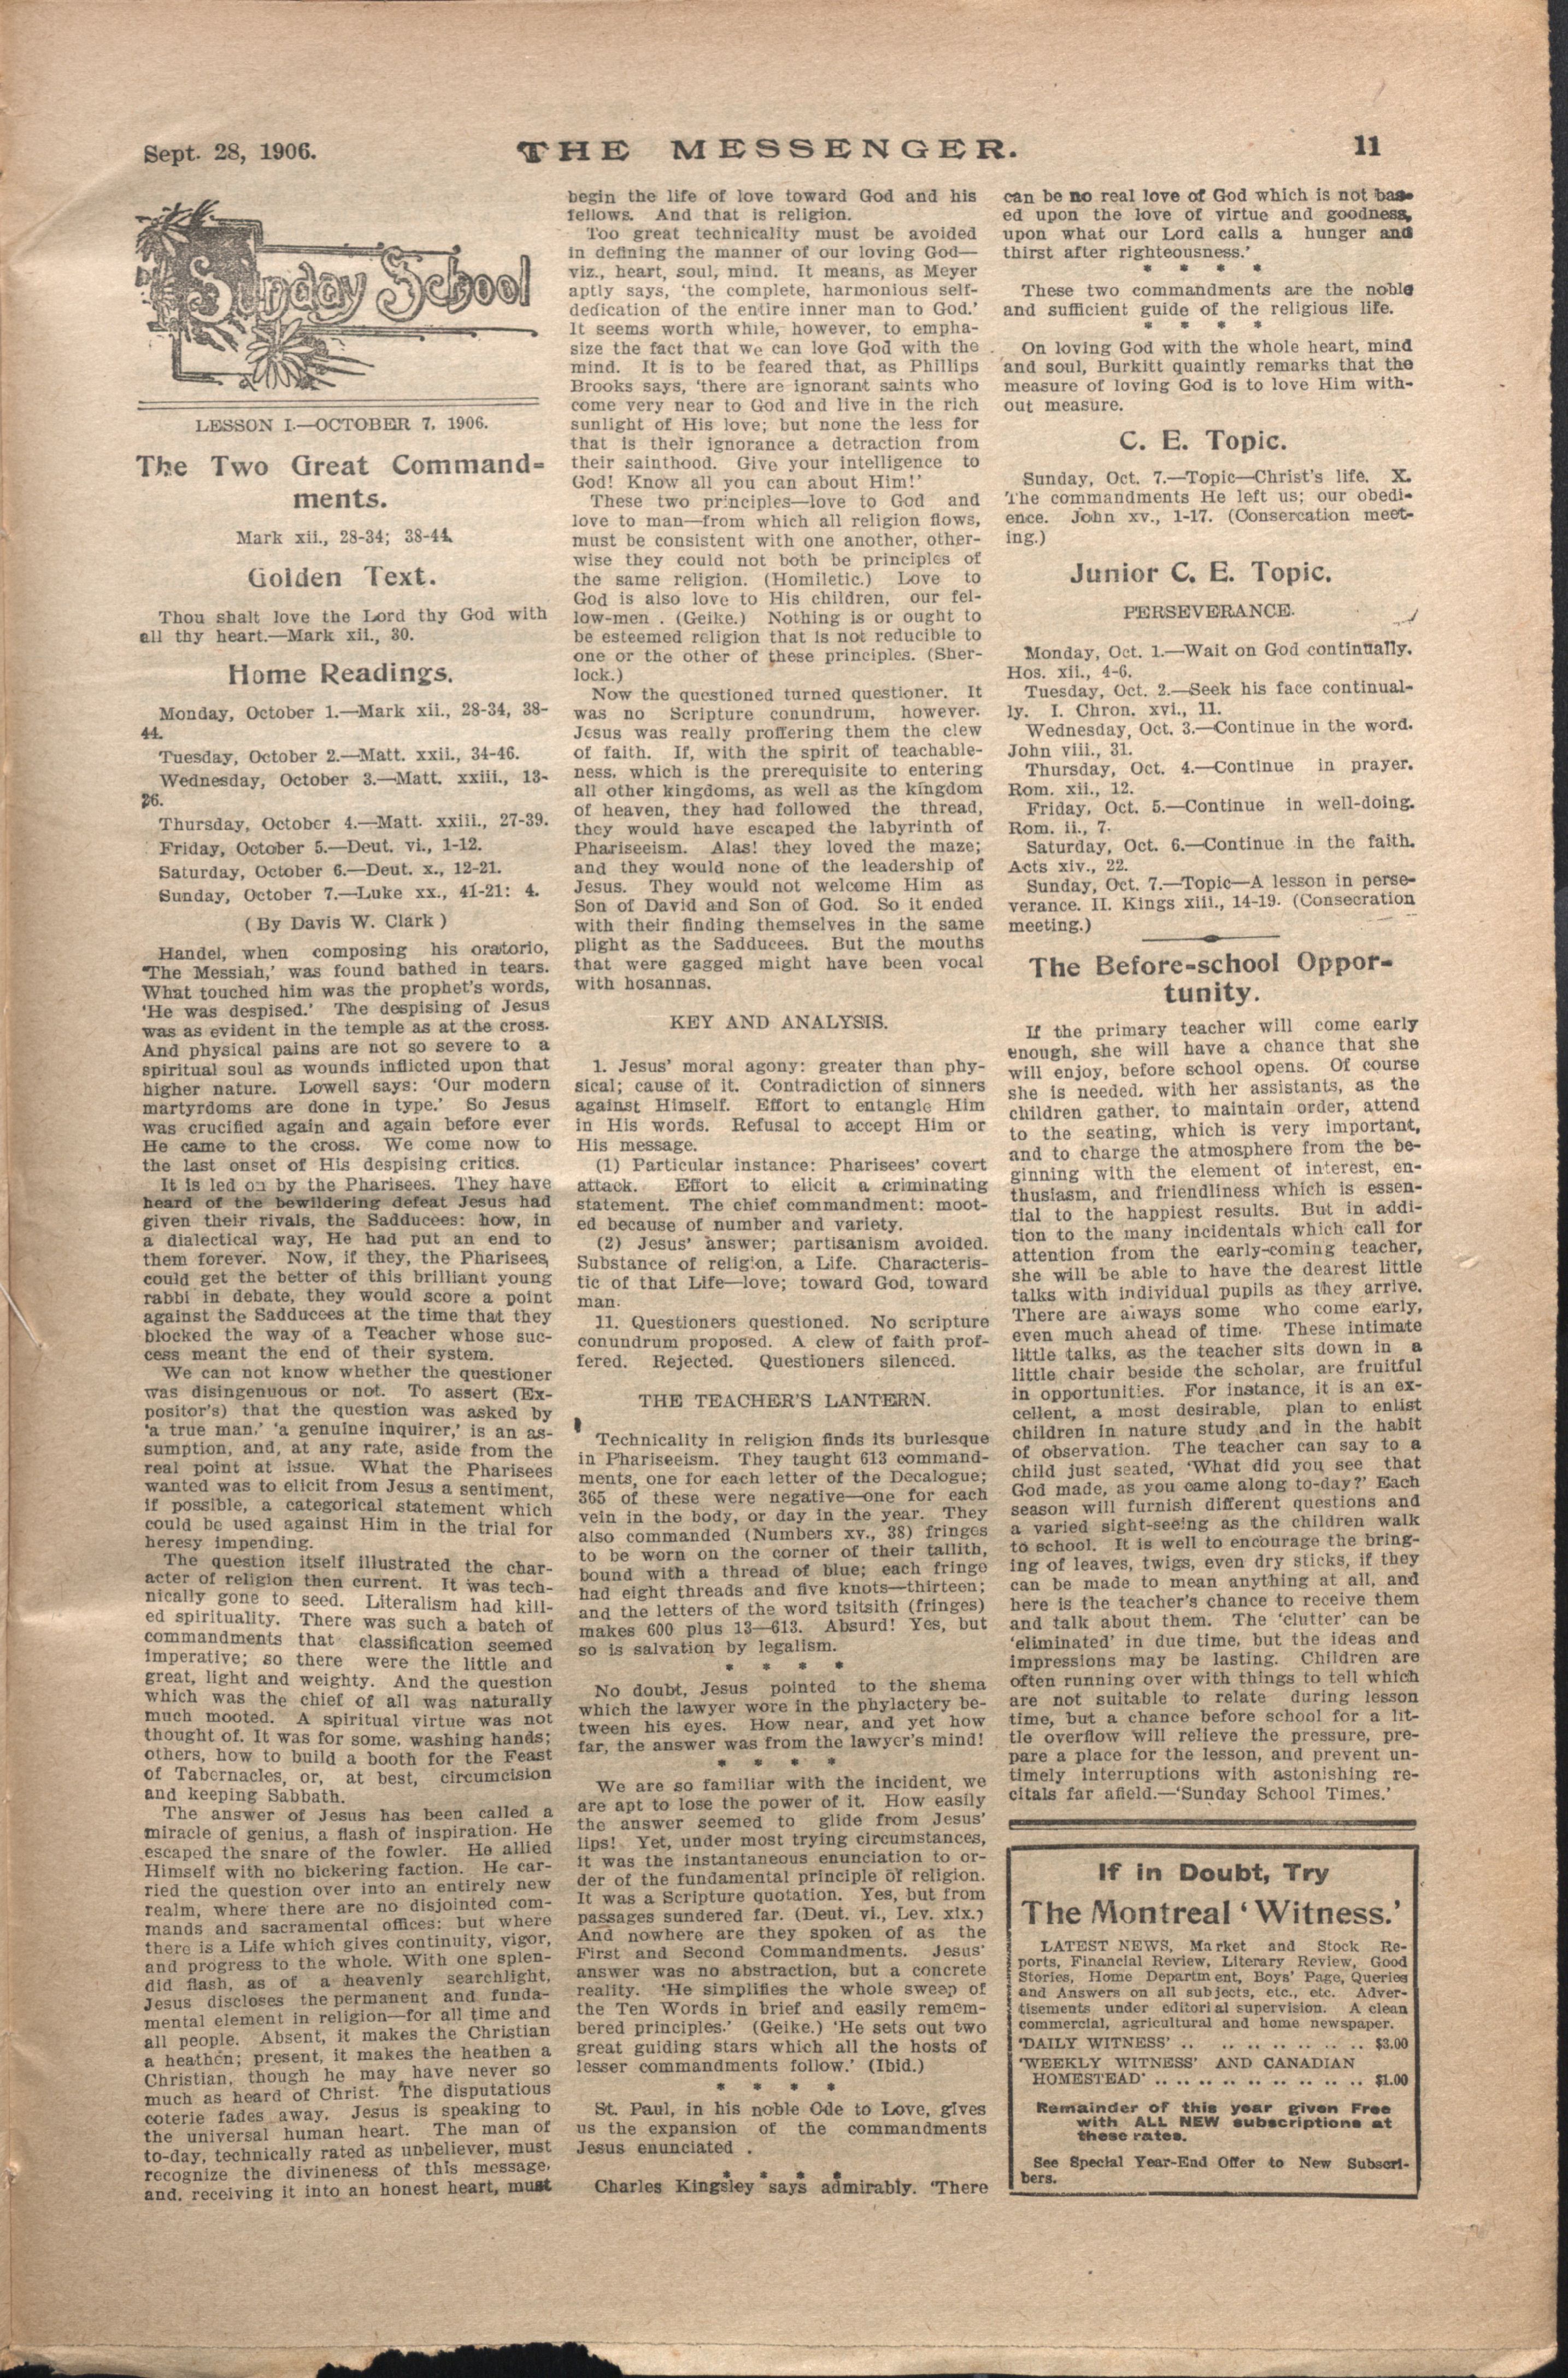 Sept. 28, 1906.
THE MESSENGER.
11
Sunday School
LESSON I.—OCTOBER 7, 1906.
The Two Great Command-
ments.
Mark xii., 28-34; 38-44.
Golden Text.
Thou shalt love the Lord thy God with
all thy heart.—Mark xii., 30.
Home Readings.
Monday, October 1.—Mark xii., 28-34, 38-
44.
Tuesday, October 2.—Matt. xxii., 34-46.
Wednesday, October 3.—Matt. xxiii., 13-
26.
Thursday, October 4.—Matt. xxiii., 27-39.
Friday, October 5.—Deut. vi., 1-12.
Saturday, October 6.—Deut. x., 12-21.
Sunday, October 7.—Luke xx., 41-21: 4.
(By Davis W. Clark)
Handel, when composing his oratorio,
'The Messiah,' was found bathed in tears.
What touched him was the prophet's words,
'He was despised.' The despising of Jesus
was as evident in the temple as at the cross.
And physical pains are not so severe to a
spiritual soul as wounds inflicted upon that
higher nature. Lowell says: 'Our modern
martyrdoms are done in type.' So Jesus
was crucified again and again before ever
He came to the cross. We come now to
the last onset of His despising critics.
It is led on by the Pharisees. They have
heard of the bewildering defeat Jesus had
given their rivals, the Sadducees: how, in
a dialectical way, He had put an end to
them forever. Now, if they, the Pharisees,
could get the better of this brilliant young
rabbi in debate, they would score a point
against the Sadducees at the time that they
blocked the way of a Teacher whose suc-
cess meant the end of their system.
We can not know whether the questioner
was disingenuous or not. To assert (Ex-
positor's) that the question was asked by
'a true man,' 'a genuine inquirer,' is an as-
sumption, and, at any rate, aside from the
real point at issue. What the Pharisees
wanted was to elicit from Jesus a sentiment,
if possible, a categorical statement which
could be used against Him in the trial for
heresy impending.
The question itself illustrated the char-
acter of religion then current. It was tech-
nically gone to seed. Literalism had kill-
ed spirituality. There was such a batch of
commandments that classification seemed
imperative; so there were the little and
great, light and weighty. And the question
which was the chief of all was naturally
much mooted. A spiritual virtue was not
thought of. It was for some, washing hands;
others, how to build a booth for the Feast
of Tabernacles, or, at best, circumcision
and keeping Sabbath.
The answer of Jesus has been called a
miracle of genius, a flash of inspiration. He
escaped the snare of the fowler. He allied
Himself with no bickering faction. He car-
ried the question over into an entirely new
realm, where there are no disjointed com-
mands and sacramental offices: but where
there is a Life which gives continuity, vigor,
and progress to the whole. With one splen-
did flash, as of a heavenly searchlight,
Jesus discloses the permanent and funda-
mental element in religion—for all time and
all people. Absent, it makes the Christian
a heathen; present, it makes the heathen a
Christian, though he may have never so
much as heard of Christ. The disputatious
coterie fades away. Jesus is speaking to
the universal human heart. The man of
to-day, technically rated as unbeliever, must
recognize the divineness of this message,
and, receiving it into an honest heart, must
begin the life of love toward God and his
fellows. And that is religion.
Too great technicality must be avoided
in defining the manner of our loving God—
viz., heart, soul, mind. It means, as Meyer
aptly says, 'the complete, harmonious self-
dedication of the entire inner man to God.'
It seems worth while, however, to empha-
size the fact that we can love God with the
mind. It is to be feared that, as Phillips
Brooks says, 'there are ignorant saints who
come very near to God and live in the rich
sunlight of His love; but none the less for
that is their ignorance a detraction from
their sainthood. Give your intelligence to
God! Know all you can about Him!'
These two principles—love to God and
love to man—from which all religion flows,
must be consistent with one another, other-
wise they could not both be principles of
the same religion. (Homiletic.) Love to
God is also love to His children, our fel-
low-men . (Geike.) Nothing is or ought to
be esteemed religion that is not reducible to
one or the other of these principles. (Sher-
lock.)
Now the questioned turned questioner. It
was no Scripture conundrum, however.
Jesus was really proffering them the clew
of faith. If, with the spirit of teachable-
ness, which is the prerequisite to entering
all other kingdoms, as well as the kingdom
of heaven, they had followed the thread,
they would have escaped the labyrinth of
Phariseeism. Alas! they loved the maze;
and they would none of the leadership of
Jesus. They would not welcome Him as
Son of David and Son of God. So it ended
with their finding themselves in the same
plight as the Sadducees. But the mouths
that were gagged might have been vocal
with hosannas.
KEY AND ANALYSIS.
1. Jesus' moral agony: greater than phy-
sical; cause of it. Contradiction of sinners
against Himself. Effort to entangle Him
in His words. Refusal to accept Him or
His message.
(1) Particular instance: Pharisees' covert
attack. Effort to elicit a criminating
statement. The chief commandment: moot-
ed because of number and variety.
(2) Jesus' answer; partisanism avoided.
Substance of religion, a Life. Characteris-
tic of that Life—love; toward God, toward
man.
11. Questioners questioned. No scripture
conundrum proposed. A clew of faith prof-
fered. Rejected. Questioners silenced.
THE TEACHER'S LANTERN.
Technicality in religion finds its burlesque
in Phariseeism. They taught 613 command-
ments, one for each letter of the Decalogue;
365 of these were negative—one for each
vein in the body, or day in the year. They
also commanded (Numbers xv., 38) fringes
to be worn on the corner of their tallith,
bound with a thread of blue; each fringe
had eight threads and five knots—thirteen;
and the letters of the word tsitsith (fringes)
makes 600 plus 13—613. Absurd! Yes, but
so is salvation by legalism.
* * * *
No doubt, Jesus pointed to the shema
which the lawyer wore in the phylactery be-
tween his eyes. How near, and yet how
far, the answer was from the lawyer's mind!
* * * *
We are so familiar with the incident, we
are apt to lose the power of it. How easily
the answer seemed to glide from Jesus'
lips! Yet, under most trying circumstances,
it was the instantaneous enunciation to or-
der of the fundamental principle of religion.
It was a Scripture quotation. Yes, but from
passages sundered far. (Deut. vi., Lev. xix.)
And nowhere are they spoken of as the
First and Second Commandments. Jesus'
answer was no abstraction, but a concrete
reality. 'He simplifies the whole sweep of
the Ten Words in brief and easily remem-
bered principles.' (Geike.) 'He sets out two
great guiding stars which all the hosts of
lesser commandments follow.' (Ibid.)
* * * *
St. Paul, in his noble Ode to Love, gives
us the expansion of the commandments
Jesus enunciated .
* * * *
Charles Kingsley says admirably. 'There
can be no real love of God which is not bas-
ed upon the love of virtue and goodness,
upon what our Lord calls a hunger and
thirst after righteousness.'
* * * *
These two commandments are the noble
and sufficient guide of the religious life.
* * * *
On loving God with the whole heart, mind
and soul, Burkitt quaintly remarks that the
measure of loving God is to love Him with-
out measure.
C. E. Topic.
Sunday, Oct. 7.—Topic—Christ's life. X.
The commandments He left us; our obedi-
ence. John xv., 1-17. (Consercation meet-
ing.)
Junior C. E. Topic.
PERSEVERANCE.
Monday, Oct. 1.—Wait on God continually.
Hos. xii., 4-6.
Tuesday, Oct. 2.—Seek his face continual-
ly. I. Chron. xvi., 11.
Wednesday, Oct. 3.—Continue in the word.
John viii., 31.
Thursday, Oct. 4.—Continue in prayer.
Rom. xii., 12.
Friday, Oct. 5.—Continue in well-doing.
Rom. ii., 7.
Saturday, Oct. 6.—Continue in the faith.
Acts xiv., 22.
Sunday, Oct. 7.—Topic—A lesson in perse-
verance. II. Kings xiii., 14-19. (Consecration
meeting.)
The Before-school Oppor-
tunity.
If the primary teacher will come early
enough, she will have a chance that she
will enjoy, before school opens. Of course
she is needed, with her assistants, as the
children gather, to maintain order, attend
to the seating, which is very important,
and to charge the atmosphere from the be-
ginning with the element of interest, en-
thusiasm, and friendliness which is essen-
tial to the happiest results. But in addi-
tion to the many incidentals which call for
attention from the early-coming teacher,
she will be able to have the dearest little
talks with individual pupils as they arrive.
There are always some who come early,
even much ahead of time. These intimate
little talks, as the teacher sits down in a
little chair beside the scholar, are fruitful
in opportunities. For instance, it is an ex-
cellent, a most desirable, plan to enlist
children in nature study and in the habit
of observation. The teacher can say to a
child just seated, 'What did you see that
God made, as you came along to-day?' Each
season will furnish different questions and
a varied sight-seeing as the children walk
to school. It is well to encourage the bring-
ing of leaves, twigs, even dry sticks, if they
can be made to mean anything at all, and
here is the teacher's chance to receive them
and talk about them. The 'clutter' can be
'eliminated' in due time, but the ideas and
impressions may be lasting. Children are
often running over with things to tell which
are not suitable to relate during lesson
time, but a chance before school for a lit-
tle overflow will relieve the pressure, pre-
pare a place for the lesson, and prevent un-
timely interruptions with astonishing re-
citals far afield.—'Sunday School Times.'
If in Doubt, Try
The Montreal 'Witness.'
LATEST NEWS, Market and Stock Re-
ports, Financial Review, Literary Review, Good
Stories, Home Department, Boys' Page, Queries
and Answers on all subjects, etc., etc. Adver-
tisements under editorial supervision. A clean
commercial, agricultural and home newspaper.
'DAILY WITNESS' .. .. .. .. .. .. .. $3.00
'WEEKLY WITNESS' AND CANADIAN
HOMESTEAD' .. .. .. .. .. .. .. .. .. $1.00
Remainder of this year given Free
with ALL NEW subscriptions at
these rates.
See Special Year-End Offer to New Subscri-
bers.